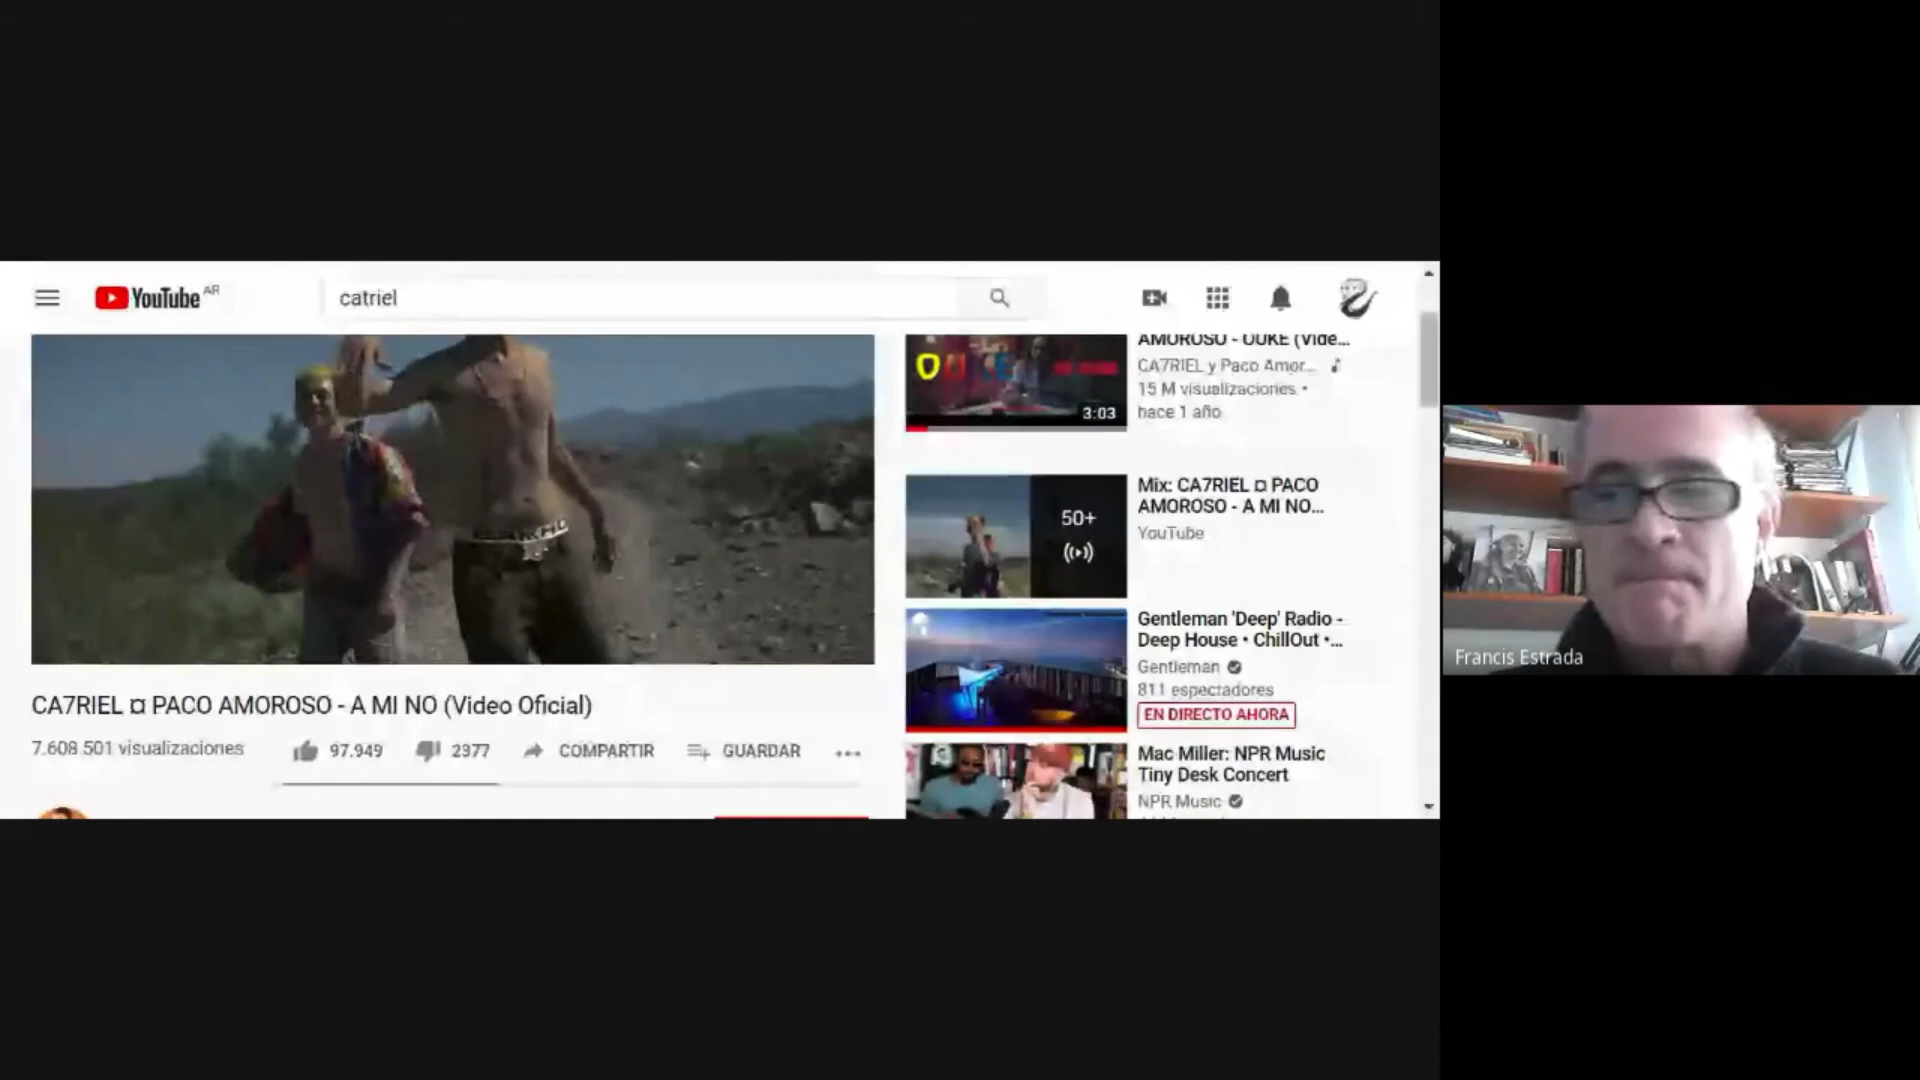 YouTube AR
catriel
CA7RIEL ¤ PACO AMOROSO - A MI NO (Video Oficial)
7.608.501 visualizaciones
97.949
2377
COMPARTIR
GUARDAR
OUKE
3:03
AMOROSO - OUKE (Vide...
CA7RIEL y Paco Amor...
15 M visualizaciones •
hace 1 año
50+
Mix: CA7RIEL ¤ PACO
AMOROSO - A MI NO...
YouTube
Gentleman 'Deep' Radio -
Deep House • ChillOut •...
Gentleman
811 espectadores
EN DIRECTO AHORA
Mac Miller: NPR Music
Tiny Desk Concert
NPR Music
Francis Estrada